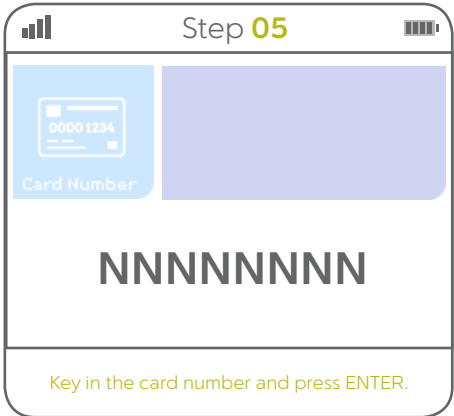 Step 05
00001234
Card Number
NNNNNNNN
Key in the card number and press ENTER.